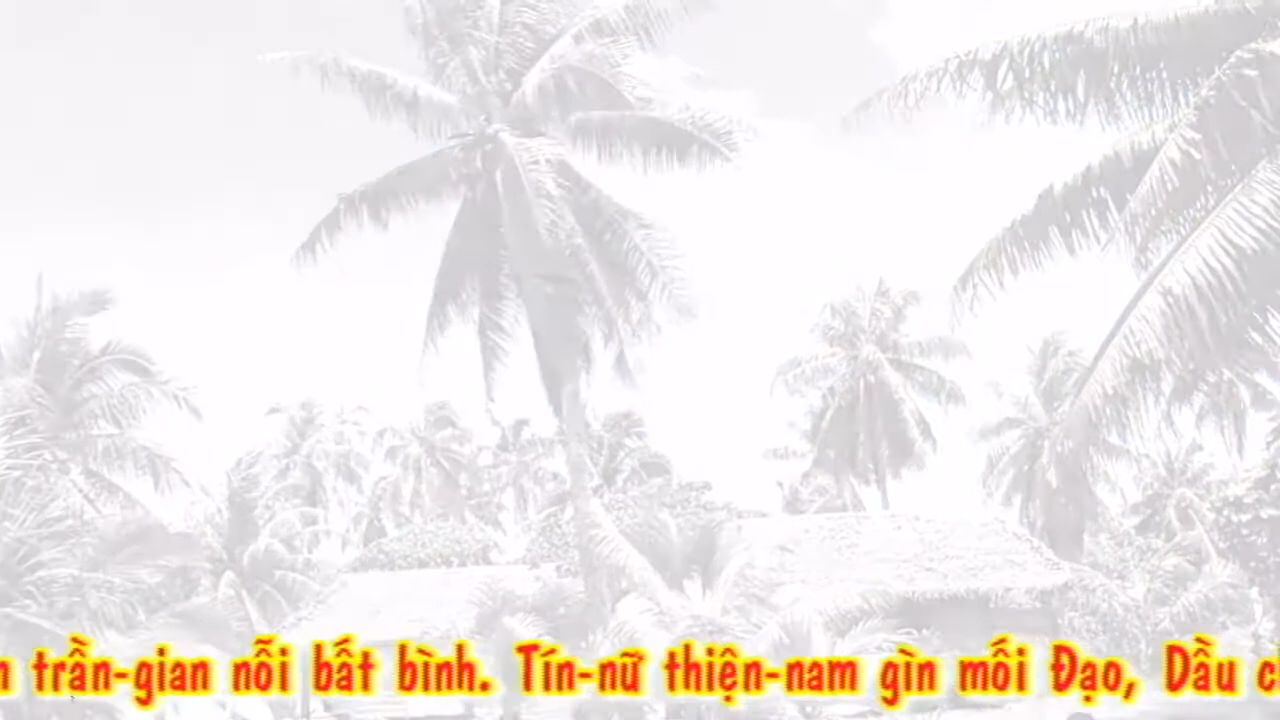 trần-gian nỗi bất bình. Tín-nữ thiện-nam gìn mối Đạo, Dầu